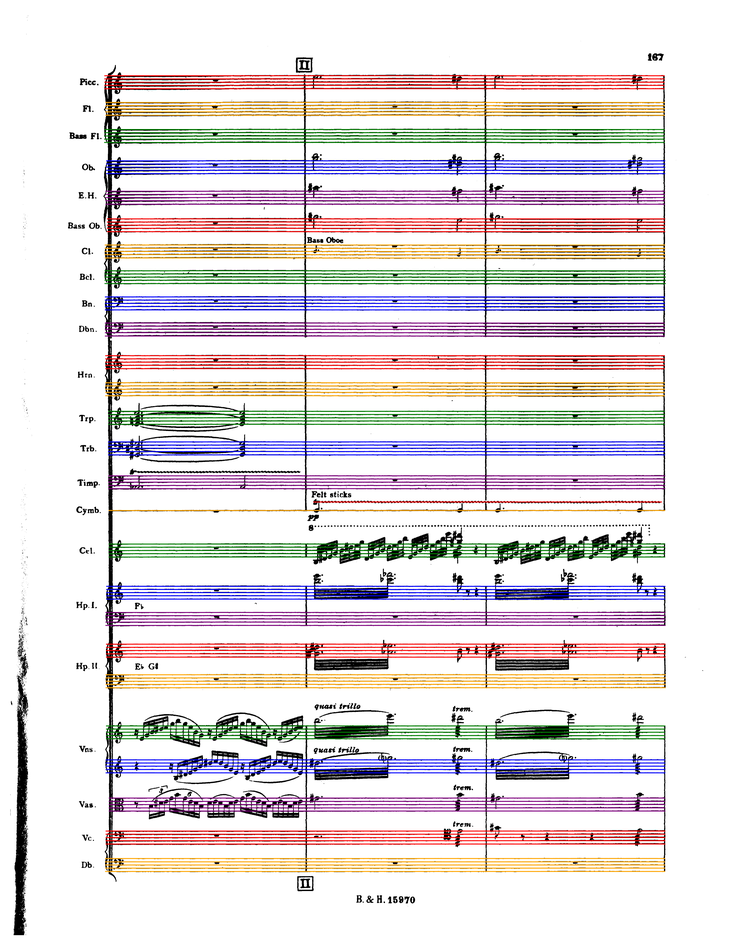 167
II
Picc.
Fl.
Bass Fl.
Ob.
E.H.
Bass Ob.
Bass Oboe
Cl.
Bcl.
Bn.
Dbn.
Hrn.
Trp.
Trb.
Timp.
Felt sticks
Cymb.
pp
8
Cel.
Hp. I.
F♭
Hp. II
E♭ G♯
quasi trillo
trem.
Vns.
quasi trillo
trem.
trem.
Vas.
trem.
Vc.
Db.
II
B. & H. 15970